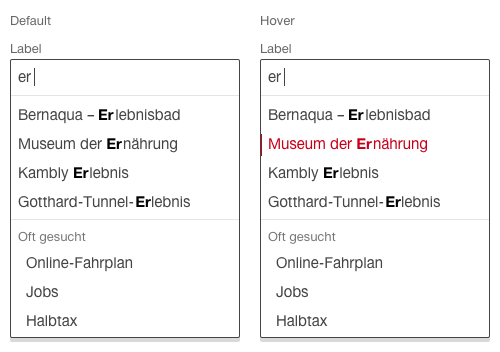 Default
Label
er
Bernaqua – Erlebnisbad
Museum der Ernährung
Kambly Erlebnis
Gotthard-Tunnel-Erlebnis
Oft gesucht
Online-Fahrplan
Jobs
Halbtax
Hover
Label
er
Bernaqua – Erlebnisbad
Museum der Ernährung
Kambly Erlebnis
Gotthard-Tunnel-Erlebnis
Oft gesucht
Online-Fahrplan
Jobs
Halbtax